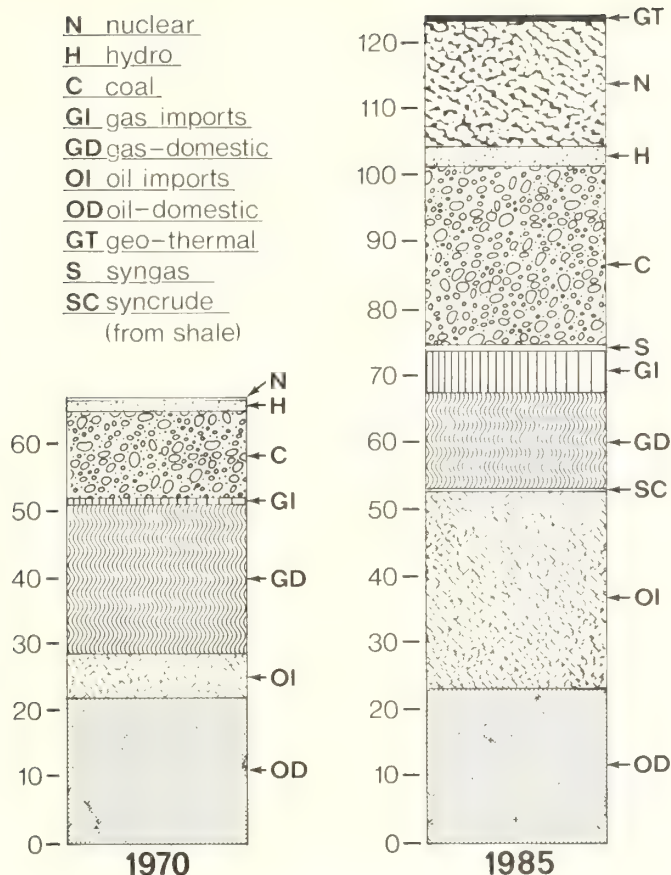 N nuclear
H hydro
C coal
GI gas imports
GD gas-domestic
OI oil imports
OD oil-domestic
GT geo-thermal
S syngas
SC syncrude
(from shale)
N
H
60
C
50
GI
40
GD
30
OI
20
10
OD
0
1970
GT
120
N
110
H
100
90
C
80
S
GI
70
60
GD
SC
50
40
OI
30
20
OD
10
0
1985